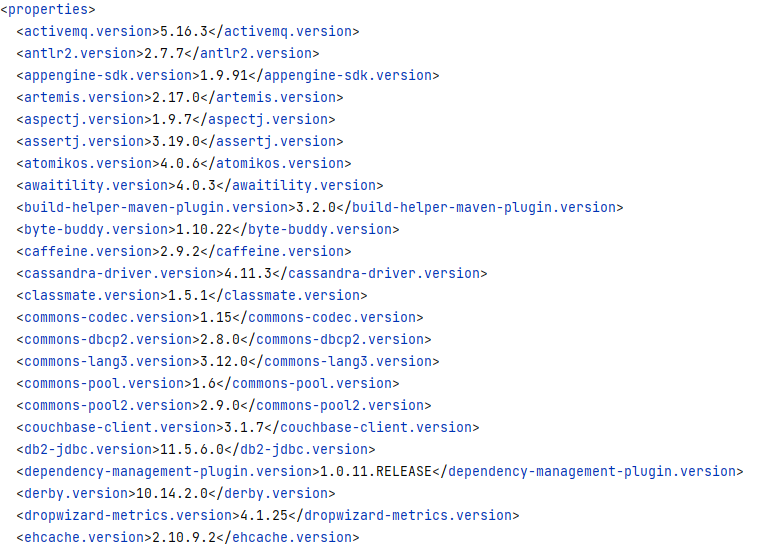 <properties>
<activemq.version>5.16.3</activemq.version>
<antlr2.version>2.7.7</antlr2.version>
<appengine-sdk.version>1.9.91</appengine-sdk.version>
<artemis.version>2.17.0</artemis.version>
<aspectj.version>1.9.7</aspectj.version>
<assertj.version>3.19.0</assertj.version>
<atomikos.version>4.0.6</atomikos.version>
<awaitility.version>4.0.3</awaitility.version>
<build-helper-maven-plugin.version>3.2.0</build-helper-maven-plugin.version>
<byte-buddy.version>1.10.22</byte-buddy.version>
<caffeine.version>2.9.2</caffeine.version>
<cassandra-driver.version>4.11.3</cassandra-driver.version>
<classmate.version>1.5.1</classmate.version>
<commons-codec.version>1.15</commons-codec.version>
<commons-dbcp2.version>2.8.0</commons-dbcp2.version>
<commons-lang3.version>3.12.0</commons-lang3.version>
<commons-pool.version>1.6</commons-pool.version>
<commons-pool2.version>2.9.0</commons-pool2.version>
<couchbase-client.version>3.1.7</couchbase-client.version>
<db2-jdbc.version>11.5.6.0</db2-jdbc.version>
<dependency-management-plugin.version>1.0.11.RELEASE</dependency-management-plugin.version>
<derby.version>10.14.2.0</derby.version>
<dropwizard-metrics.version>4.1.25</dropwizard-metrics.version>
<ehcache.version>2.10.9.2</ehcache.version>